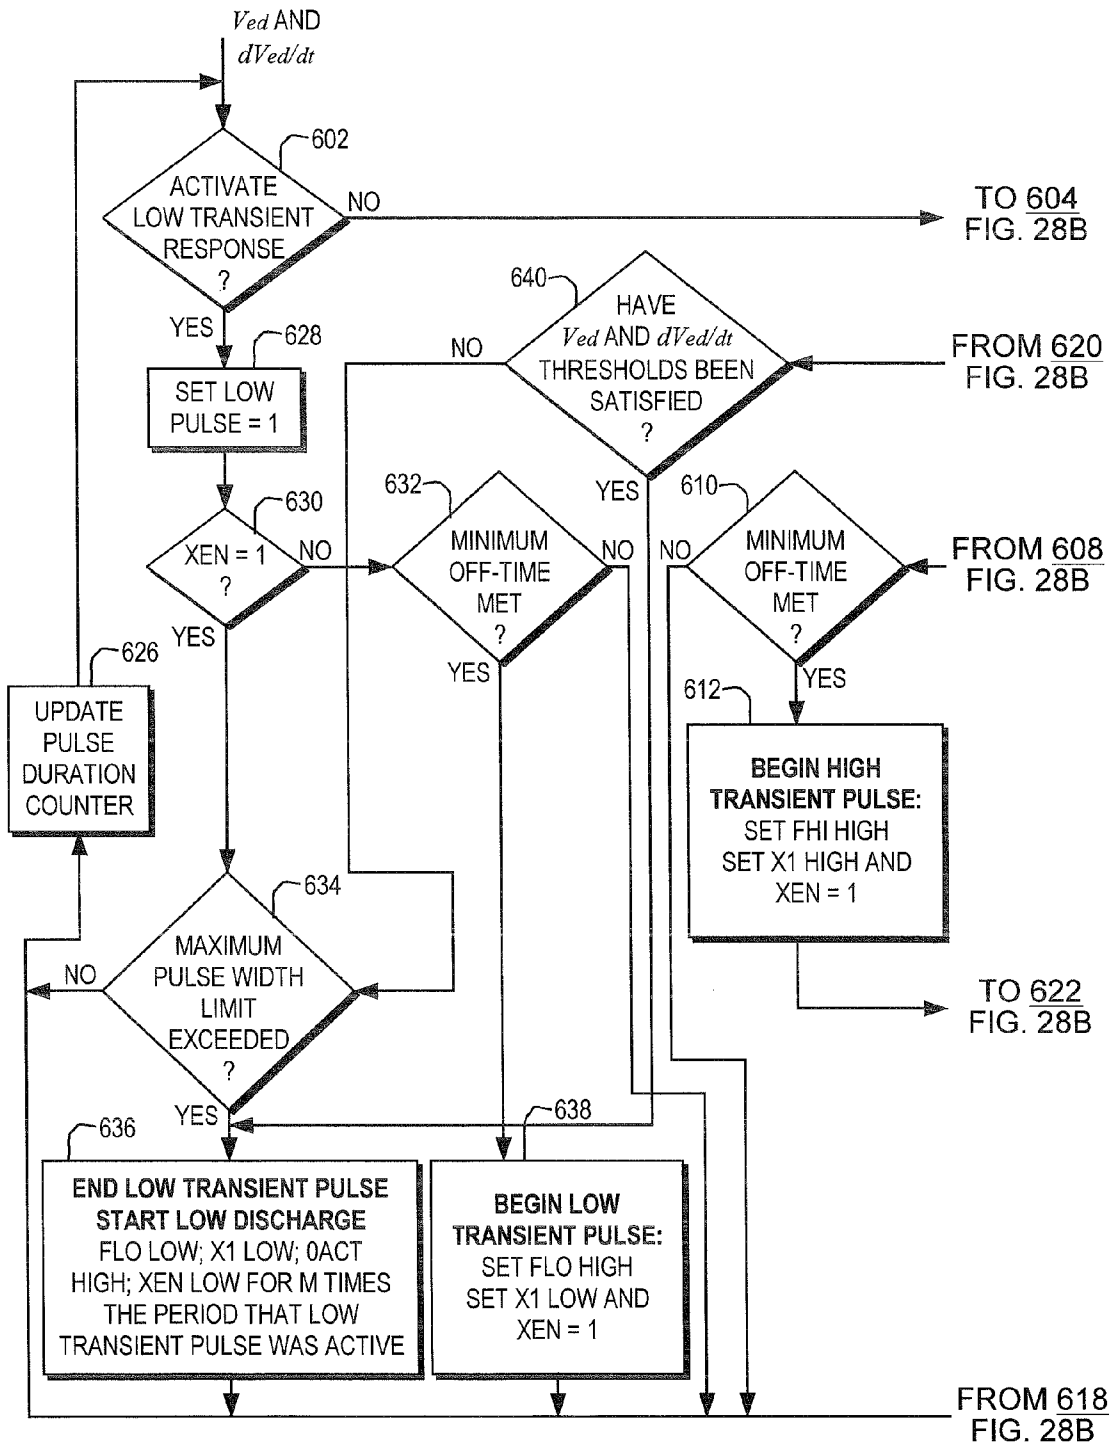 Ved AND
dVed/dt
602
ACTIVATE
LOW TRANSIENT
RESPONSE
?
NO
TO 604
FIG. 28B
YES
628
SET LOW
PULSE = 1
640
HAVE
Ved AND dVed/dt
THRESHOLDS BEEN
SATISFIED
?
NO
YES
FROM 620
FIG. 28B
630
XEN = 1
?
NO
YES
632
MINIMUM
OFF-TIME
MET
?
NO
YES
610
MINIMUM
OFF-TIME
MET
?
NO
YES
FROM 608
FIG. 28B
626
UPDATE
PULSE
DURATION
COUNTER
612
BEGIN HIGH
TRANSIENT PULSE:
SET FHI HIGH
SET X1 HIGH AND
XEN = 1
TO 622
FIG. 28B
634
MAXIMUM
PULSE WIDTH
LIMIT
EXCEEDED
?
NO
YES
636
END LOW TRANSIENT PULSE
START LOW DISCHARGE
FLO LOW; X1 LOW; 0ACT
HIGH; XEN LOW FOR M TIMES
THE PERIOD THAT LOW
TRANSIENT PULSE WAS ACTIVE
638
BEGIN LOW
TRANSIENT PULSE:
SET FLO HIGH
SET X1 LOW AND
XEN = 1
FROM 618
FIG. 28B